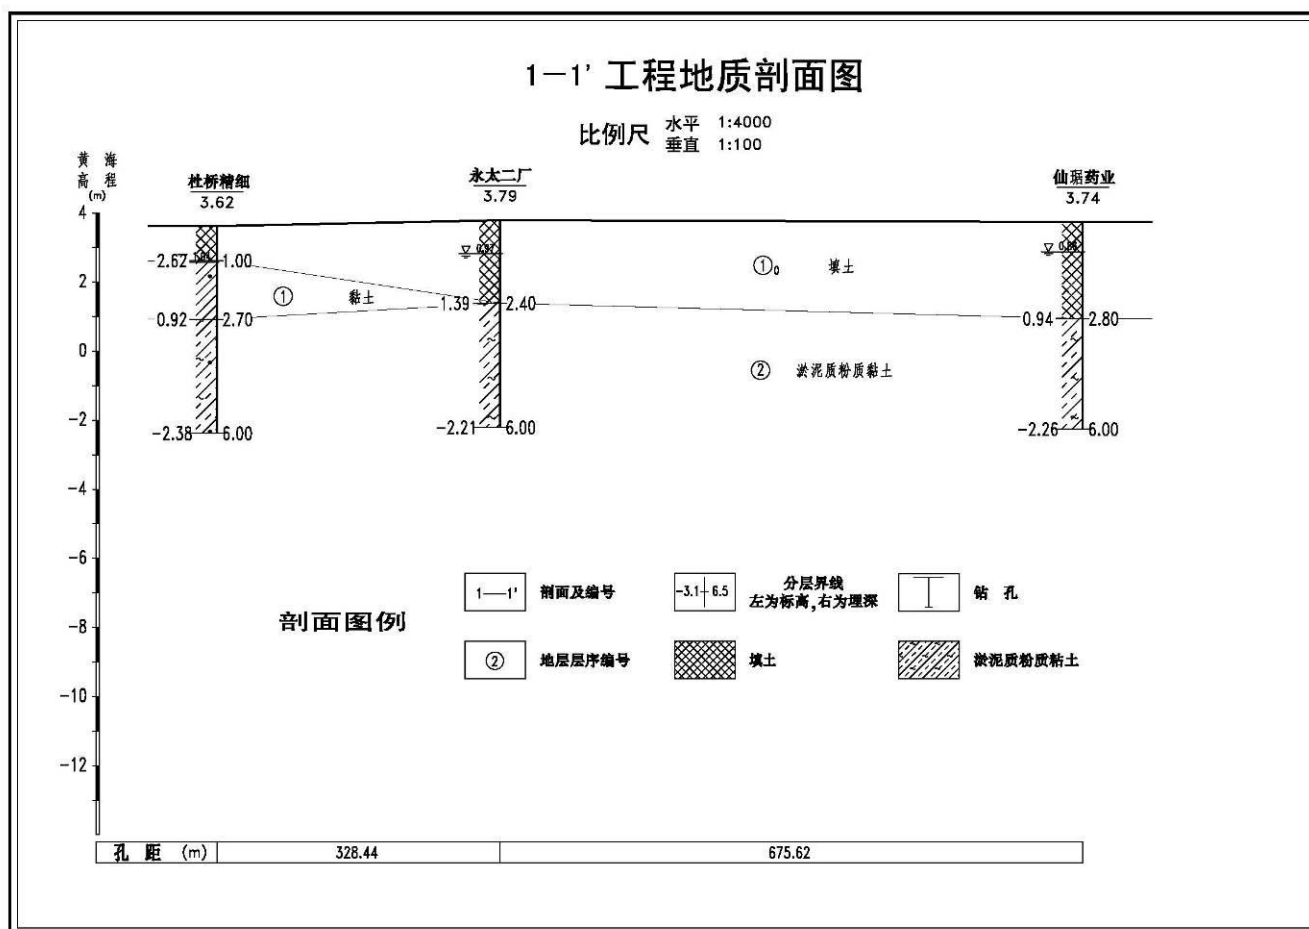 1—1' 工程地质剖面图
比例尺
水平 1:4000
垂直 1:100
黄 海
高 程
(m)
杜桥精细
3.62
永太二厂
3.79
仙琚药业
3.74
4
2
0
-2
-4
-6
-8
-10
-12
-2.62 1.00
-0.92 2.70
-2.38 6.00
① 黏土
0.97
1.39 2.40
-2.21 6.00
①₀ 填土
② 淤泥质粉质黏土
0.94 2.80
-2.26 6.00
剖面图例
1—1' 剖面及编号
-3.1 6.5
分层界线
左为标高,右为埋深
钻 孔
② 地层层序编号
填土
淤泥质粉质粘土
孔 距 (m) 328.44 675.62